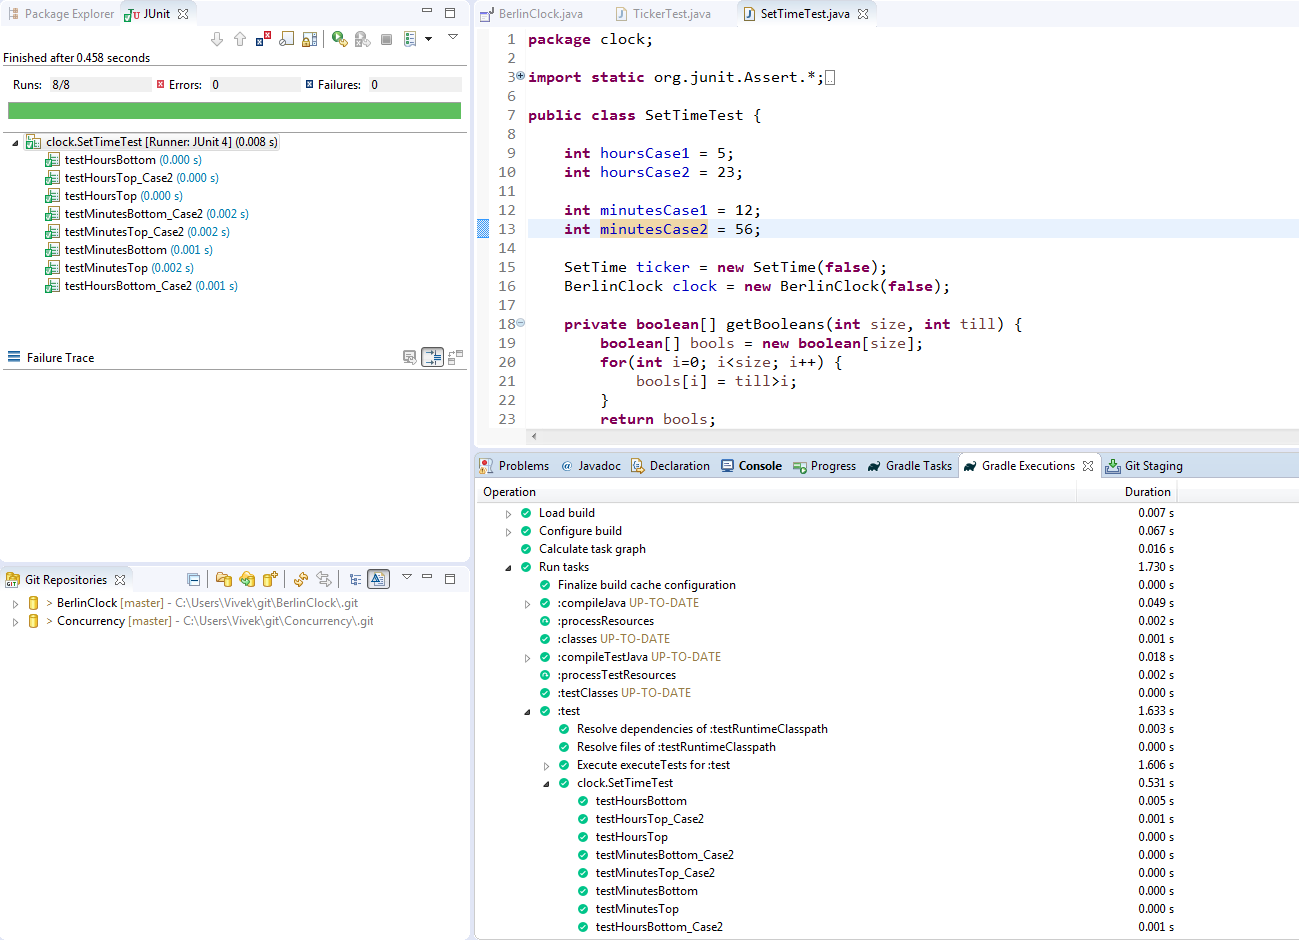 Package Explorer JUnit
Finished after 0.458 seconds
Runs: 8/8 Errors: 0 Failures: 0
clock.SetTimeTest [Runner: JUnit 4] (0.008 s)
testHoursBottom (0.000 s)
testHoursTop_Case2 (0.000 s)
testHoursTop (0.000 s)
testMinutesBottom_Case2 (0.002 s)
testMinutesTop_Case2 (0.002 s)
testMinutesBottom (0.001 s)
testMinutesTop (0.002 s)
testHoursBottom_Case2 (0.001 s)
Failure Trace
Git Repositories
> BerlinClock [master] - C:\Users\Vivek\git\BerlinClock\.git
> Concurrency [master] - C:\Users\Vivek\git\Concurrency\.git
BerlinClock.java TickerTest.java SetTimeTest.java
1 package clock;
2
3 import static org.junit.Assert.*;
6
7 public class SetTimeTest {
8
9 int hoursCase1 = 5;
10 int hoursCase2 = 23;
11
12 int minutesCase1 = 12;
13 int minutesCase2 = 56;
14
15 SetTime ticker = new SetTime(false);
16 BerlinClock clock = new BerlinClock(false);
17
18 private boolean[] getBooleans(int size, int till) {
19 boolean[] bools = new boolean[size];
20 for(int i=0; i<size; i++) {
21 bools[i] = till>i;
22 }
23 return bools;
Problems @ Javadoc Declaration Console Progress Gradle Tasks Gradle Executions Git Staging
Operation Duration
Load build 0.007 s
Configure build 0.067 s
Calculate task graph 0.016 s
Run tasks 1.730 s
Finalize build cache configuration 0.000 s
:compileJava UP-TO-DATE 0.049 s
:processResources 0.002 s
:classes UP-TO-DATE 0.001 s
:compileTestJava UP-TO-DATE 0.018 s
:processTestResources 0.002 s
:testClasses UP-TO-DATE 0.000 s
:test 1.633 s
Resolve dependencies of :testRuntimeClasspath 0.003 s
Resolve files of :testRuntimeClasspath 0.000 s
Execute executeTests for :test 1.606 s
clock.SetTimeTest 0.531 s
testHoursBottom 0.005 s
testHoursTop_Case2 0.001 s
testHoursTop 0.000 s
testMinutesBottom_Case2 0.000 s
testMinutesTop_Case2 0.000 s
testMinutesBottom 0.000 s
testMinutesTop 0.000 s
testHoursBottom_Case2 0.001 s